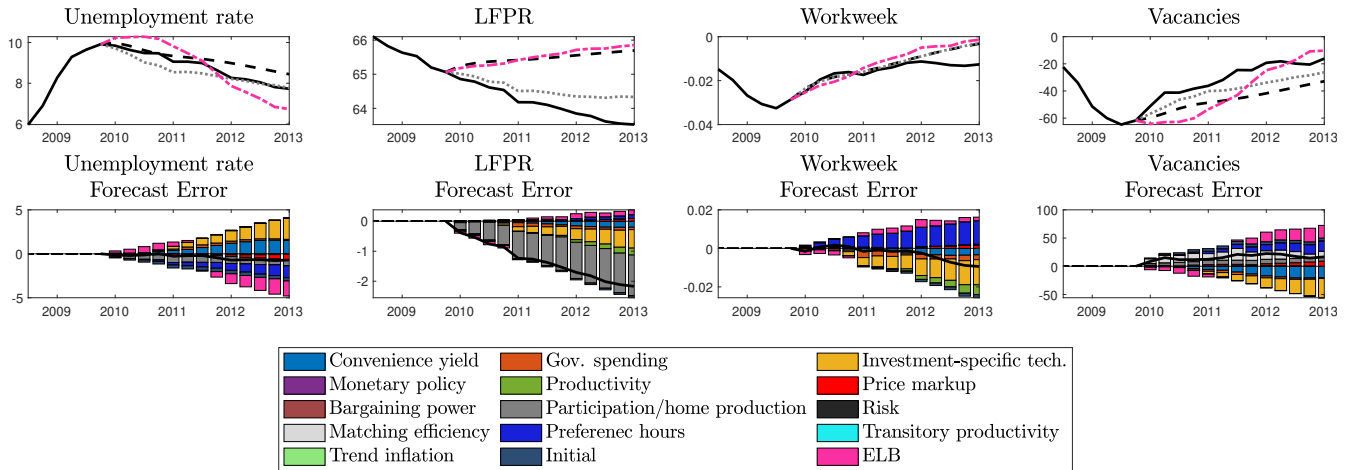 Unemployment rate
LFPR
Workweek
Vacancies
10
8
6
2009 2010 2011 2012 2013
66
65
64
2009 2010 2011 2012 2013
0
-0.02
-0.04
2009 2010 2011 2012 2013
0
-20
-40
-60
2009 2010 2011 2012 2013
Unemployment rate
Forecast Error
LFPR
Forecast Error
Workweek
Forecast Error
Vacancies
Forecast Error
5
0
-5
2009 2010 2011 2012 2013
0
-1
-2
2009 2010 2011 2012 2013
0.02
0
-0.02
2009 2010 2011 2012 2013
100
50
0
-50
2009 2010 2011 2012 2013
Convenience yield
Gov. spending
Investment-specific tech.
Monetary policy
Productivity
Price markup
Bargaining power
Participation/home production
Risk
Matching efficiency
Preferenec hours
Transitory productivity
Trend inflation
Initial
ELB